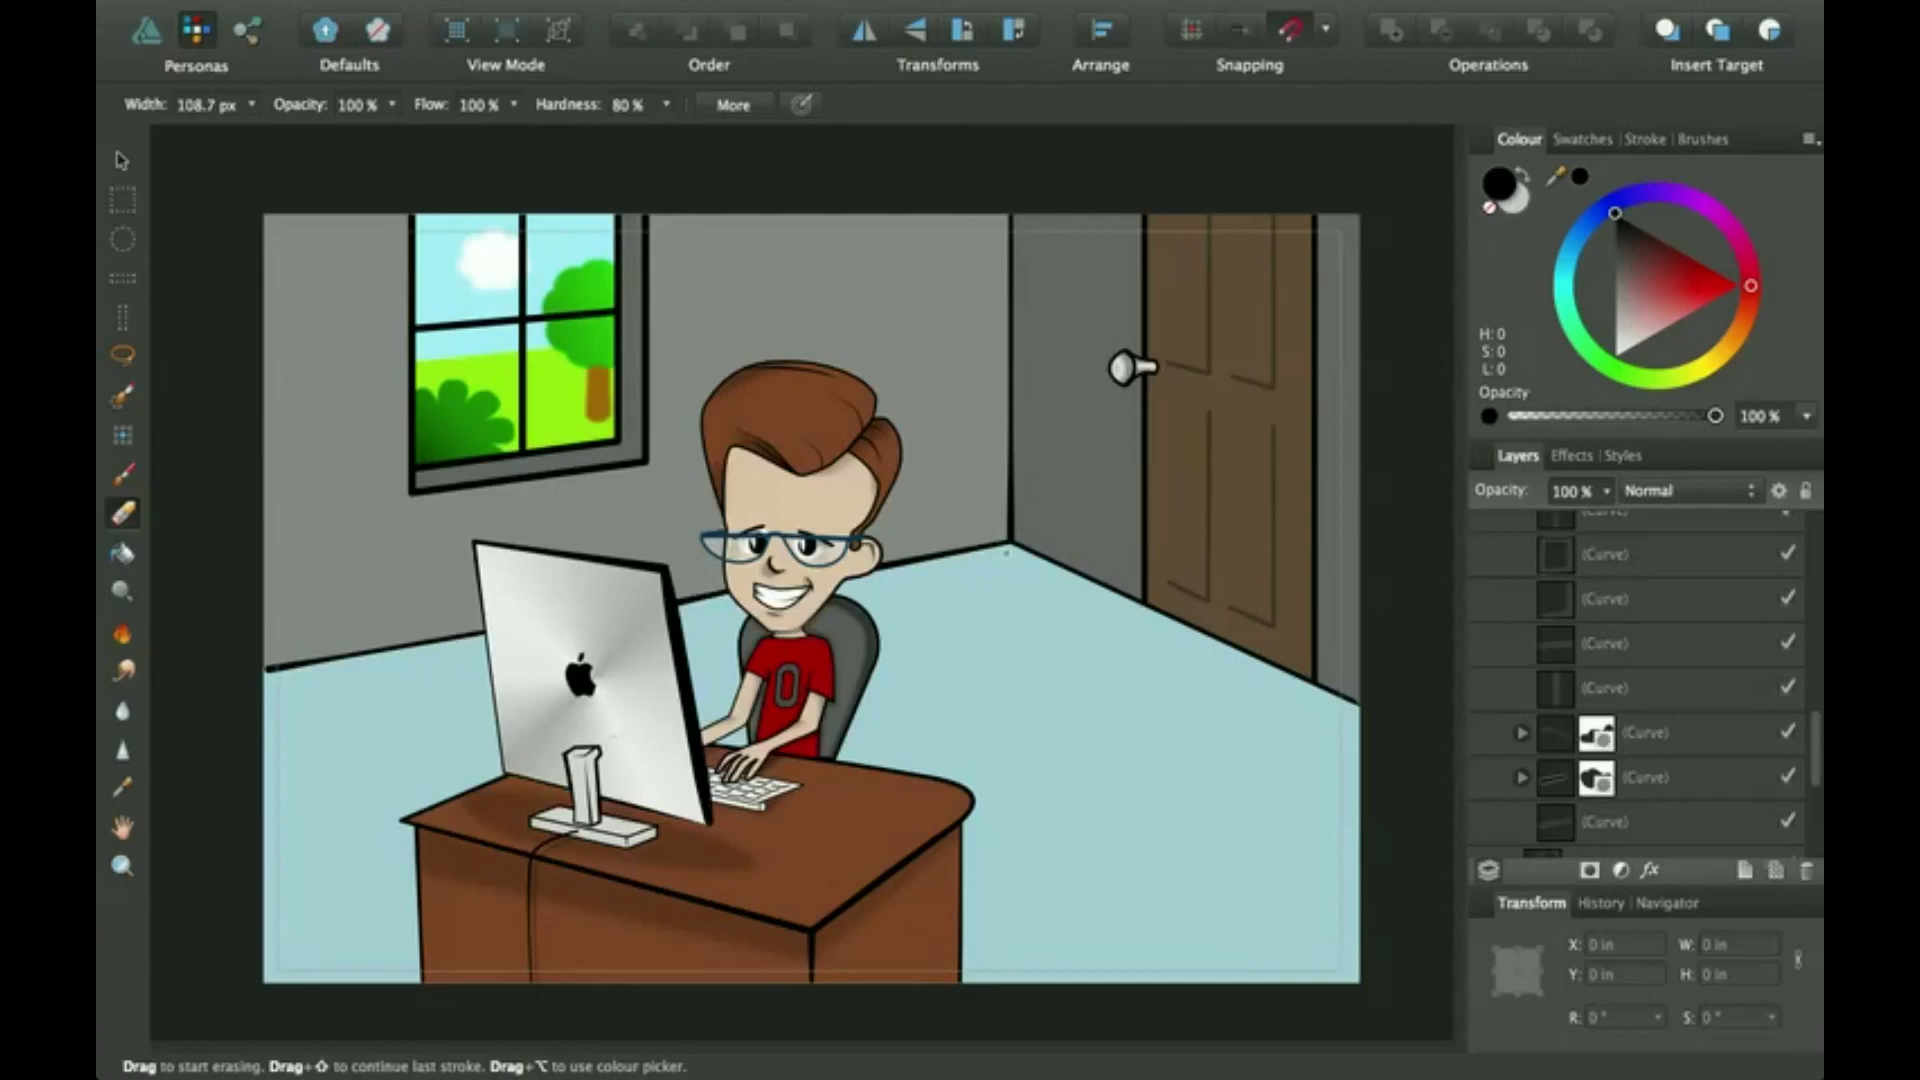 Personas Defaults View Mode Order Transforms Arrange Snapping Operations Insert Target
Width: 108.7 px Opacity: 100 % Flow: 100 % Hardness: 80 % More
Colour Swatches Stroke Brushes
H: 0
S: 0
L: 0
Opacity
100 %
Layers Effects Styles
Opacity: 100 % Normal
(Curve)
(Curve)
(Curve)
(Curve)
(Curve)
(Curve)
(Curve)
(Curve)
fx
Transform History Navigator
X: 0 in W: 0 in
Y: 0 in H: 0 in
R: 0 ° S: 0 °
O
Drag to start erasing. Drag+⇧ to continue last stroke. Drag+⌥ to use colour picker.